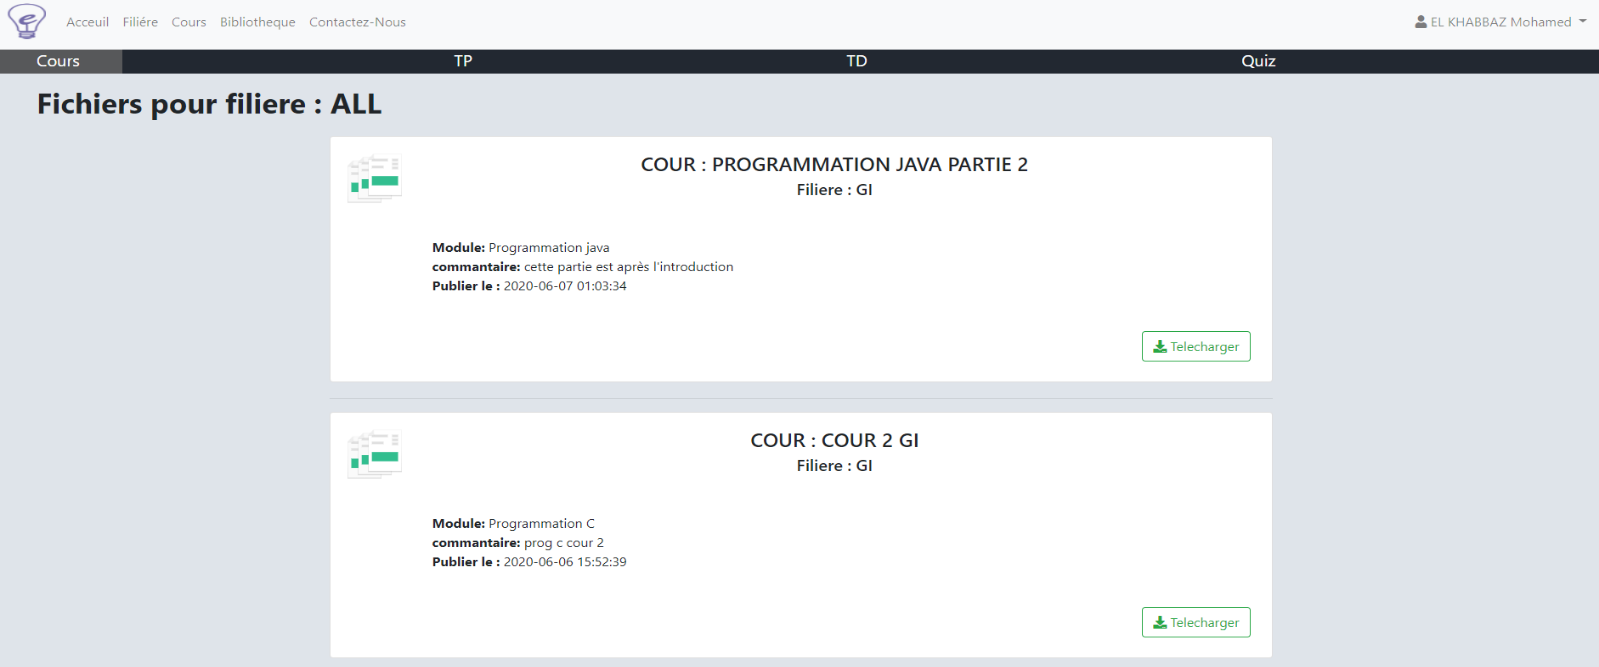 Acceuil Filiére Cours Bibliotheque Contactez-Nous EL KHABBAZ Mohamed
Cours TP TD Quiz
Fichiers pour filiere : ALL
COUR : PROGRAMMATION JAVA PARTIE 2
Filiere : GI
Module: Programmation java
commantaire: cette partie est après l'introduction
Publier le : 2020-06-07 01:03:34
Telecharger
COUR : COUR 2 GI
Filiere : GI
Module: Programmation C
commantaire: prog c cour 2
Publier le : 2020-06-06 15:52:39
Telecharger